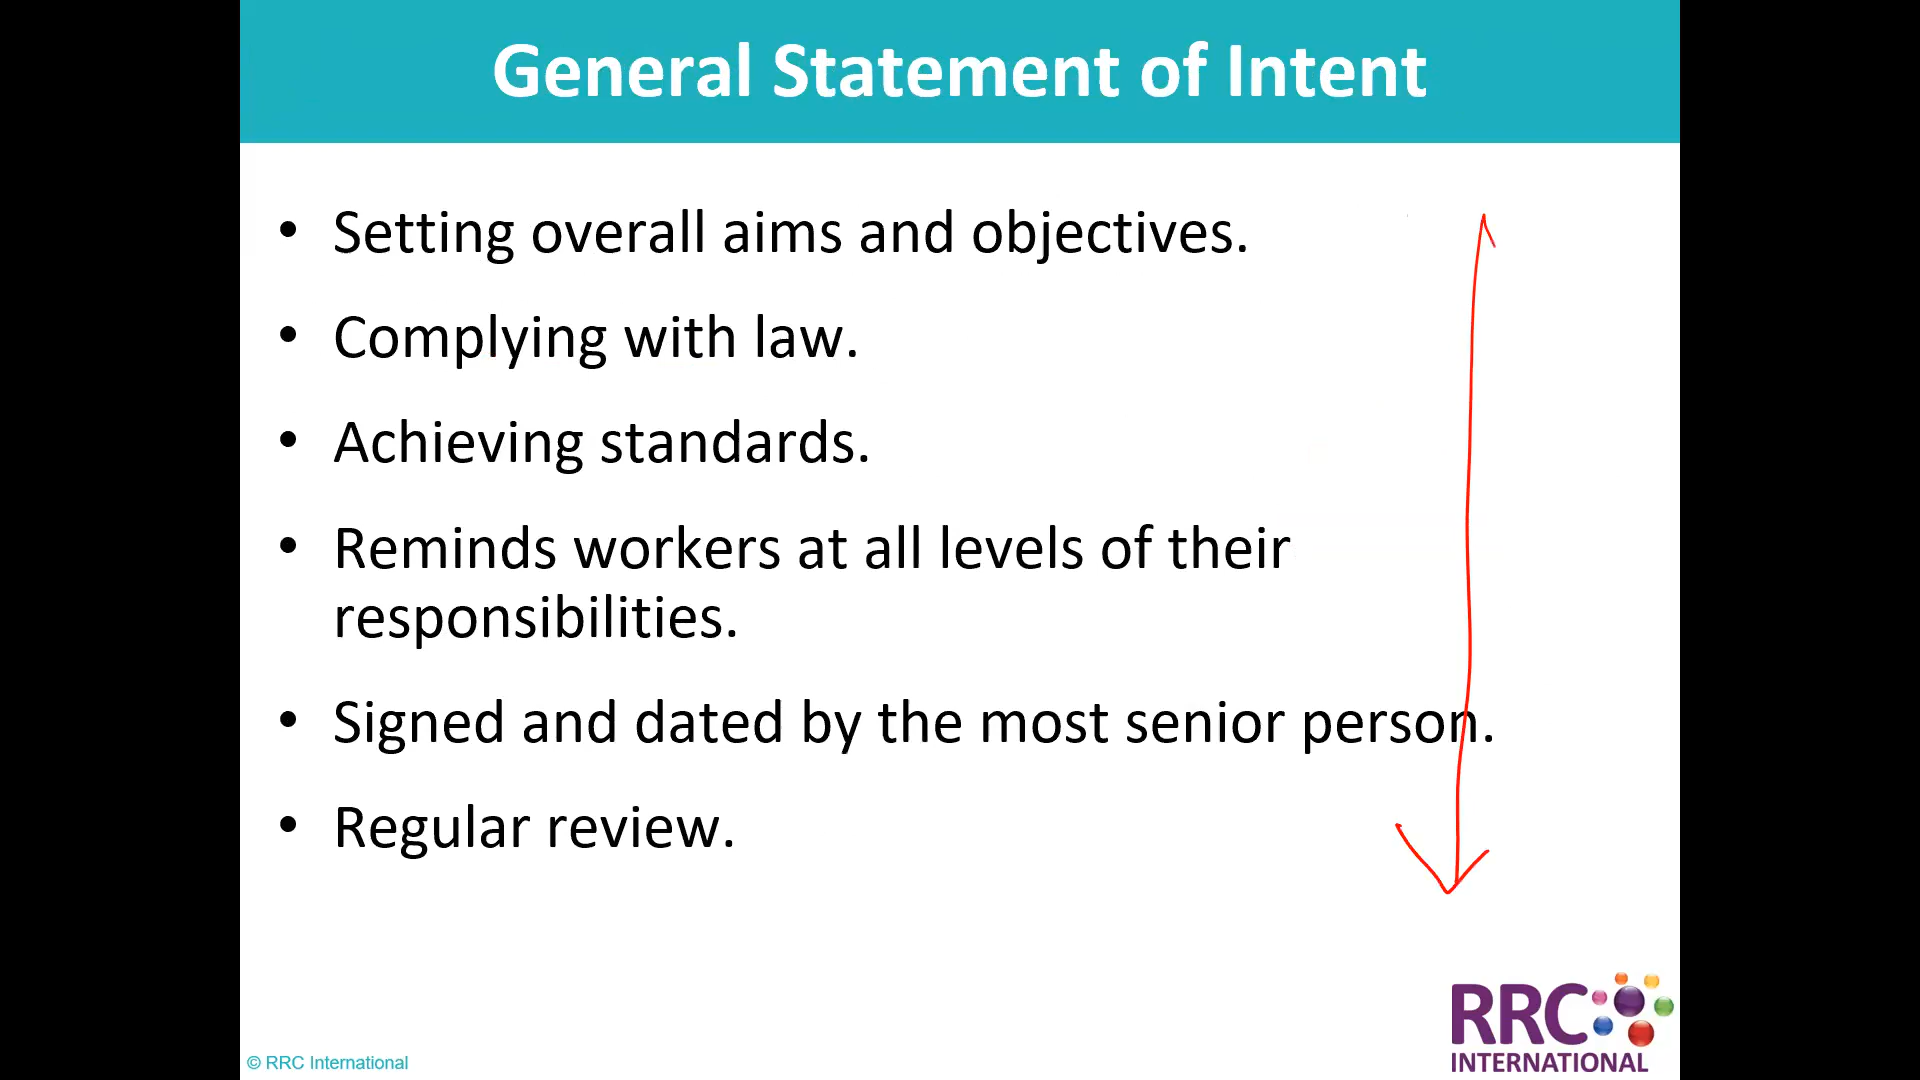 General Statement of Intent
• Setting overall aims and objectives.
• Complying with law.
• Achieving standards.
• Reminds workers at all levels of their
responsibilities.
• Signed and dated by the most senior person.
• Regular review.
RRC
INTERNATIONAL
© RRC International